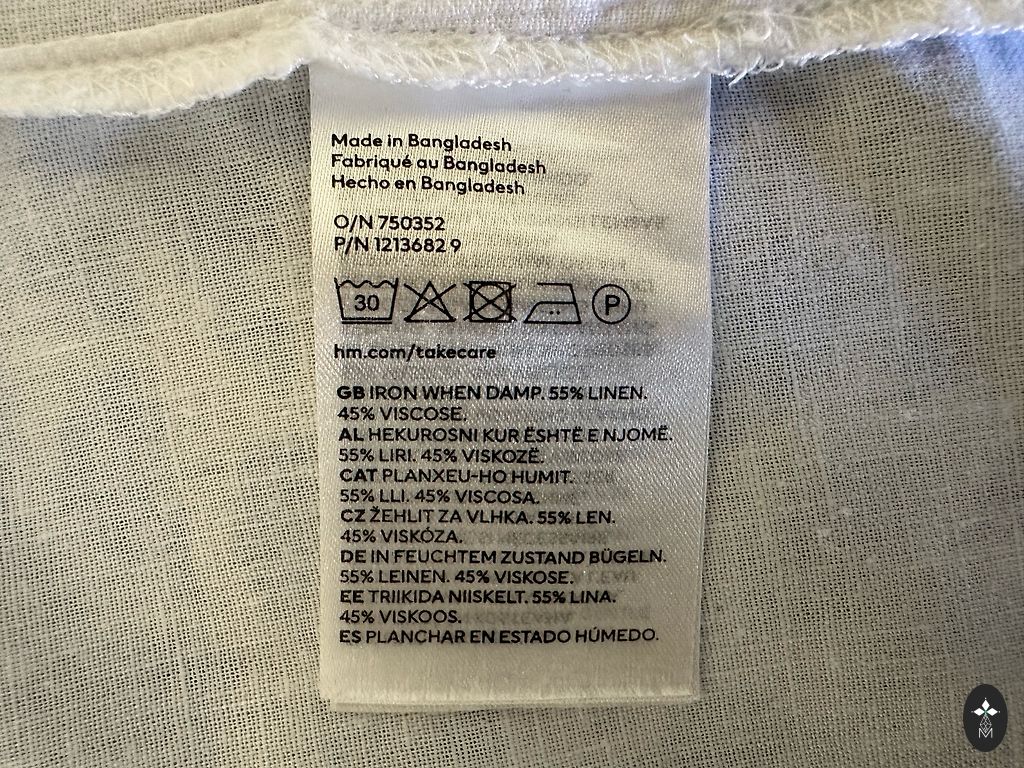 Made in Bangladesh
Fabriqué au Bangladesh
Hecho en Bangladesh
O/N 750352
P/N 1213682 9
30 P
hm.com/takecare
GB IRON WHEN DAMP. 55% LINEN.
45% VISCOSE.
AL HEKUROSNI KUR ËSHTË E NJOMË.
55% LIRI. 45% VISKOZË.
CAT PLANXEU-HO HUMIT.
55% LLI. 45% VISCOSA.
CZ ŽEHLIT ZA VLHKA. 55% LEN.
45% VISKÓZA.
DE IN FEUCHTEM ZUSTAND BÜGELN.
55% LEINEN. 45% VISKOSE.
EE TRIIKIDA NIISKELT. 55% LINA.
45% VISKOOS.
ES PLANCHAR EN ESTADO HÚMEDO.
M